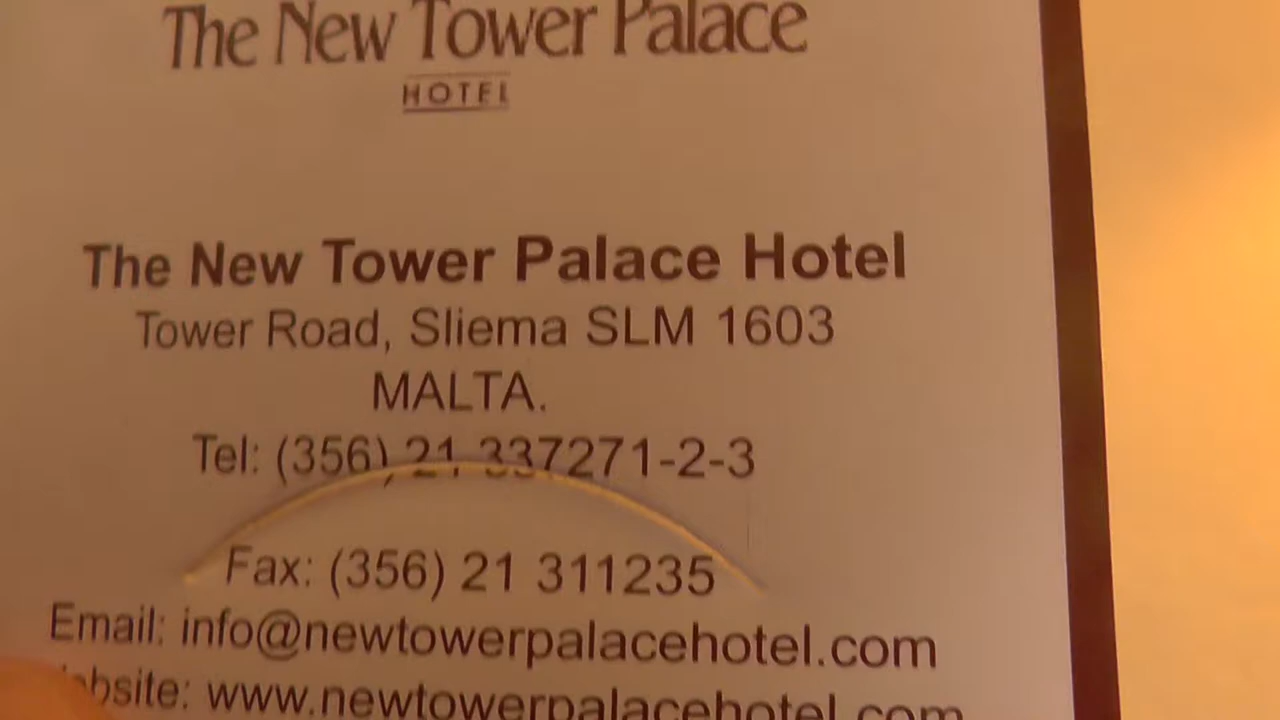 The New Tower Palace
HOTEL
The New Tower Palace Hotel
Tower Road, Sliema SLM 1603
MALTA.
Tel: (356) 21 337271-2-3
Fax: (356) 21 311235
Email: info@newtowerpalacehotel.com
www.newtowerpalacehotel.com